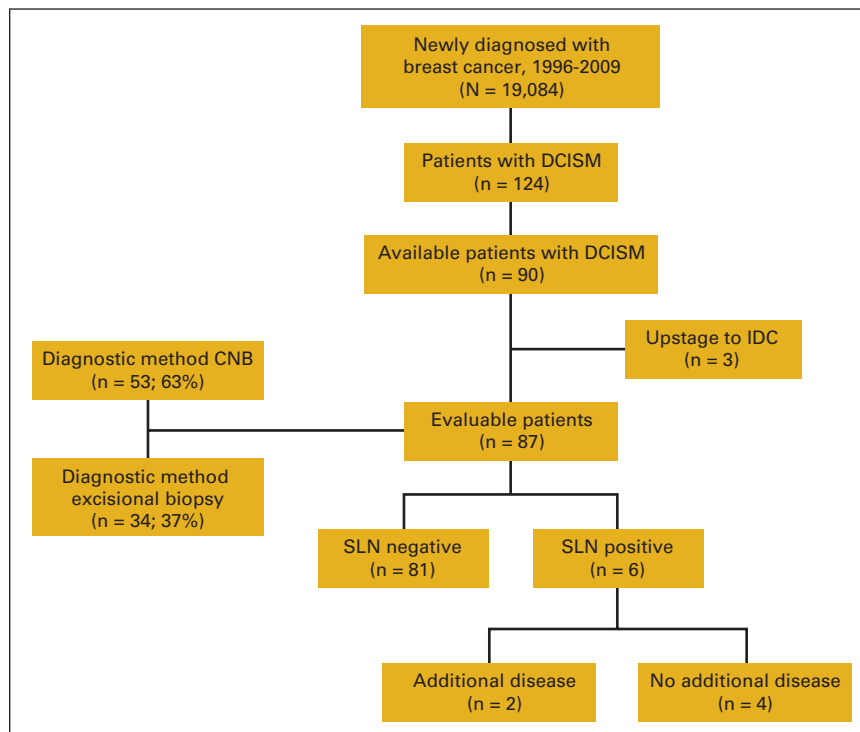 Newly diagnosed with
breast cancer, 1996-2009
(N = 19,084)
Patients with DCISM
(n = 124)
Available patients with DCISM
(n = 90)
Upstage to IDC
(n = 3)
Diagnostic method CNB
(n = 53; 63%)
Evaluable patients
(n = 87)
Diagnostic method
excisional biopsy
(n = 34; 37%)
SLN negative
(n = 81)
SLN positive
(n = 6)
Additional disease
(n = 2)
No additional disease
(n = 4)